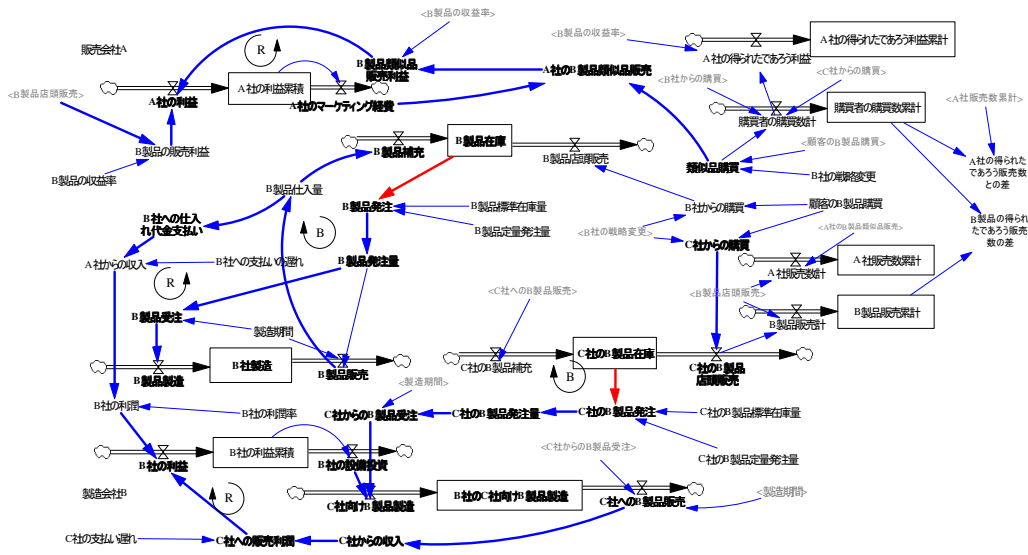 <B製品の収益率>
販売会社A
R
B製品類似品
販売利益
<B製品の収益率>
A社の得られたであろう利益累計
A社の得られたであろう利益
A社のB製品類似品販売
<B製品店頭販売>
A社の利益
A社の利益累積
A社のマーケティング経費
<B社からの購買>
<C社からの購買>
購買者の購買数計
購買者の購買数累計
<A社販売数累計>
B製品の販売利益
B製品の収益率
B製品補充
B製品在庫
B製品店頭販売
<顧客のB製品購買>
類似品購買
B社の戦略変更
A社の得られた
であろう販売数
との差
B製品仕入量
B製品発注
B製品標準在庫量
B製品定量発注量
B社からの購買
顧客のB製品購買
B社への仕入
れ代金支払い
B
<B社の戦略変更>
C社からの購買
<A社のB製品類似品販売>
B製品の得られ
たであろう販売
数の差
A社からの収入
B社への支払いの遅れ
B製品発注量
A社販売数計
A社販売数累計
R
<C社へのB製品販売>
<B製品店頭販売>
B製品受注
製造期間
B製品販売計
B製品販売累計
B製品製造
B社製造
B製品販売
C社のB製品補充
C社のB製品在庫
B
C社のB製品
店頭販売
<製造期間>
B社の利潤
B社の利潤率
C社からのB製品受注
C社のB製品発注量
C社のB製品発注
C社のB製品標準在庫量
B社の利益
B社の利益累積
B社の設備投資
<C社からのB製品受注>
C社のB製品定量発注量
製造会社B
R
C社向けB製品製造
B社のC社向けB製品製造
C社へのB製品販売
<製造期間>
C社の支払い遅れ
C社への販売利潤
C社からの収入